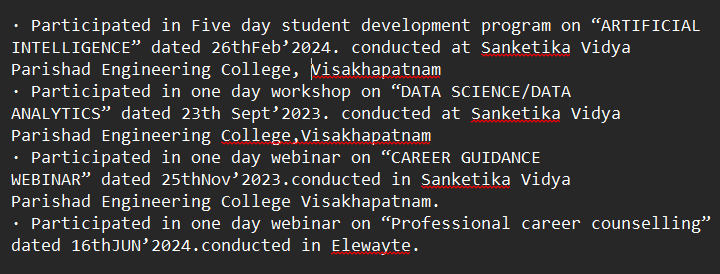 · Participated in Five day student development program on “ARTIFICIAL
INTELLIGENCE” dated 26thFeb’2024. conducted at Sanketika Vidya
Parishad Engineering College, Visakhapatnam
· Participated in one day workshop on “DATA SCIENCE/DATA
ANALYTICS” dated 23th Sept’2023. conducted at Sanketika Vidya
Parishad Engineering College,Visakhapatnam
· Participated in one day webinar on “CAREER GUIDANCE
WEBINAR” dated 25thNov’2023.conducted in Sanketika Vidya
Parishad Engineering College Visakhapatnam.
· Participated in one day webinar on “Professional career counselling”
dated 16thJUN’2024.conducted in Elewayte.